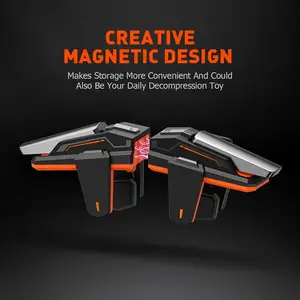 CREATIVE
MAGNETIC DESIGN
Makes Storage More Convenient And Could
Also Be Your Daily Decompression Toy